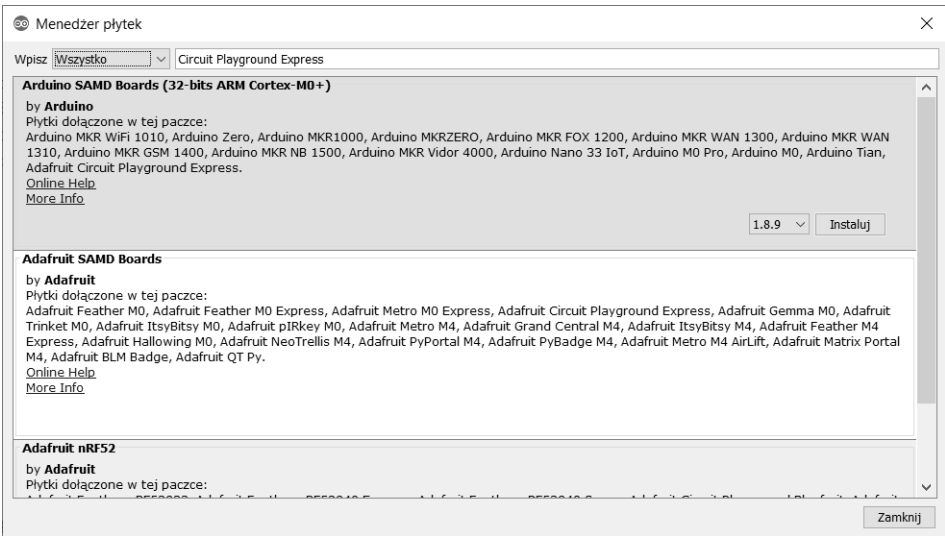 Menedżer płytek
Wpisz Wszystko Circuit Playground Express
Arduino SAMD Boards (32-bits ARM Cortex-M0+)
by Arduino
Płytki dołączone w tej paczce:
Arduino MKR WiFi 1010, Arduino Zero, Arduino MKR1000, Arduino MKRZERO, Arduino MKR FOX 1200, Arduino MKR WAN 1300, Arduino MKR WAN
1310, Arduino MKR GSM 1400, Arduino MKR NB 1500, Arduino MKR Vidor 4000, Arduino Nano 33 IoT, Arduino M0 Pro, Arduino M0, Arduino Tian,
Adafruit Circuit Playground Express.
Online Help
More Info
1.8.9 Instaluj
Adafruit SAMD Boards
by Adafruit
Płytki dołączone w tej paczce:
Adafruit Feather M0, Adafruit Feather M0 Express, Adafruit Metro M0 Express, Adafruit Circuit Playground Express, Adafruit Gemma M0, Adafruit
Trinket M0, Adafruit ItsyBitsy M0, Adafruit pIRkey M0, Adafruit Metro M4, Adafruit Grand Central M4, Adafruit ItsyBitsy M4, Adafruit Feather M4
Express, Adafruit Hallowing M0, Adafruit NeoTrellis M4, Adafruit PyPortal M4, Adafruit PyBadge M4, Adafruit Metro M4 AirLift, Adafruit Matrix Portal
M4, Adafruit BLM Badge, Adafruit QT Py.
Online Help
More Info
Adafruit nRF52
by Adafruit
Płytki dołączone w tej paczce:
Zamknij